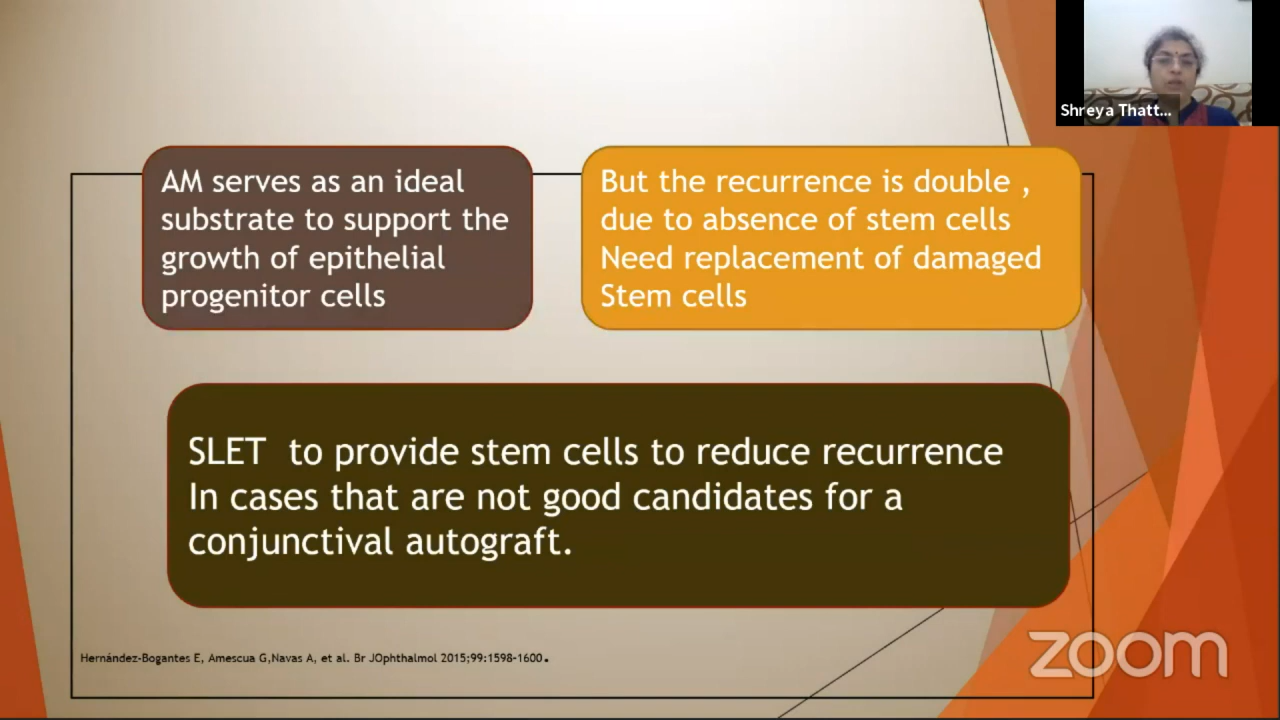 Shreya Thatt...
AM serves as an ideal
substrate to support the
growth of epithelial
progenitor cells
But the recurrence is double ,
due to absence of stem cells
Need replacement of damaged
Stem cells
SLET to provide stem cells to reduce recurrence
In cases that are not good candidates for a
conjunctival autograft.
Hernández-Bogantes E, Amescua G,Navas A, et al. Br JOphthalmol 2015;99:1598-1600.
zoom